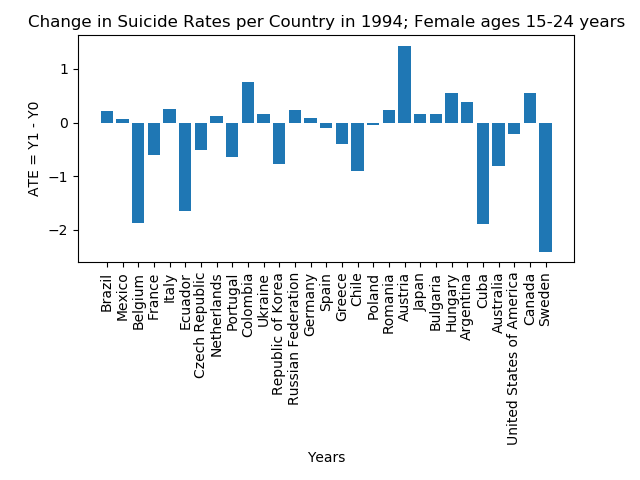 Change in Suicide Rates per Country in 1994; Female ages 15-24 years
ATE = Y1 - Y0
1
0
−1
−2
Brazil
Mexico
Belgium
France
Italy
Ecuador
Czech Republic
Netherlands
Portugal
Colombia
Ukraine
Republic of Korea
Russian Federation
Germany
Spain
Greece
Chile
Poland
Romania
Austria
Japan
Bulgaria
Hungary
Argentina
Cuba
Australia
United States of America
Canada
Sweden
Years